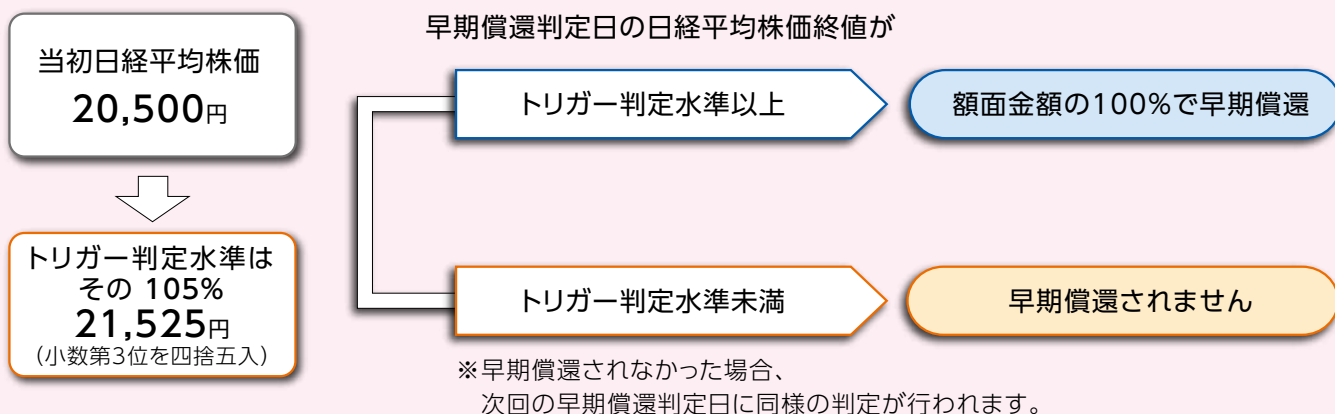 当初日経平均株価
20,500円
トリガー判定水準は
その 105%
21,525円
（小数第3位を四捨五入）
早期償還判定日の日経平均株価終値が
トリガー判定水準以上
額面金額の100%で早期償還
トリガー判定水準未満
早期償還されません
※早期償還されなかった場合、
次回の早期償還判定日に同様の判定が行われます。